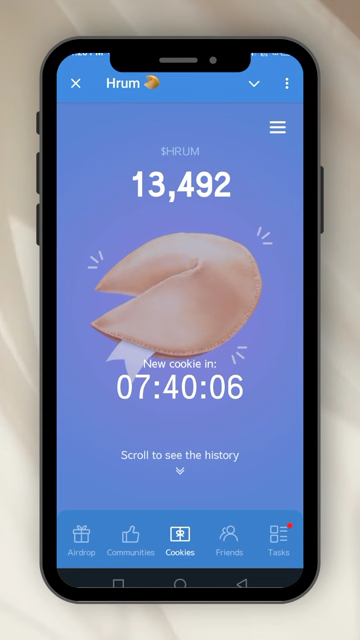 Hrum 🥠
$HRUM
13,492
New cookie in:
07:40:06
Scroll to see the history
Airdrop
Communities
Cookies
Friends
Tasks